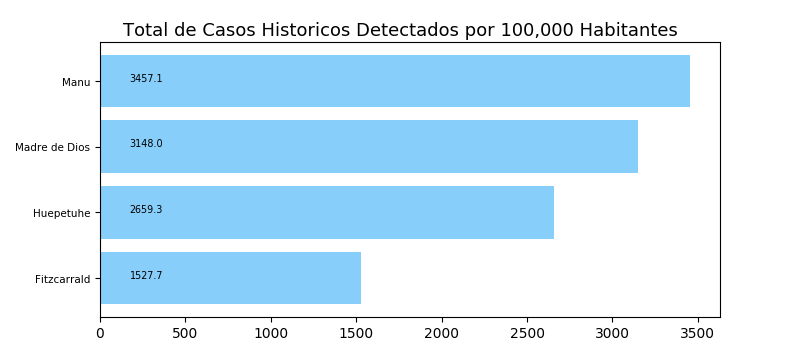 Total de Casos Historicos Detectados por 100,000 Habitantes
Manu 3457.1
Madre de Dios 3148.0
Huepetuhe 2659.3
Fitzcarrald 1527.7
0 500 1000 1500 2000 2500 3000 3500